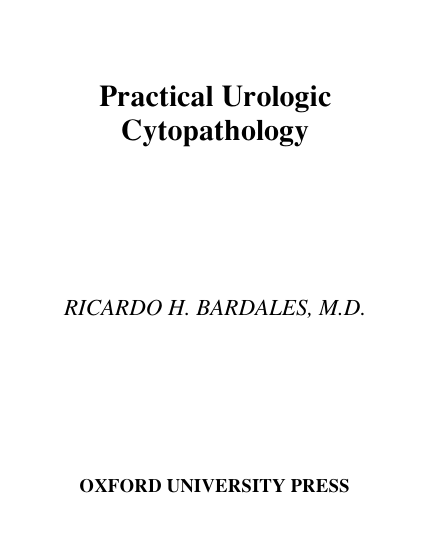 Practical Urologic
Cytopathology
RICARDO H. BARDALES, M.D.
OXFORD UNIVERSITY PRESS